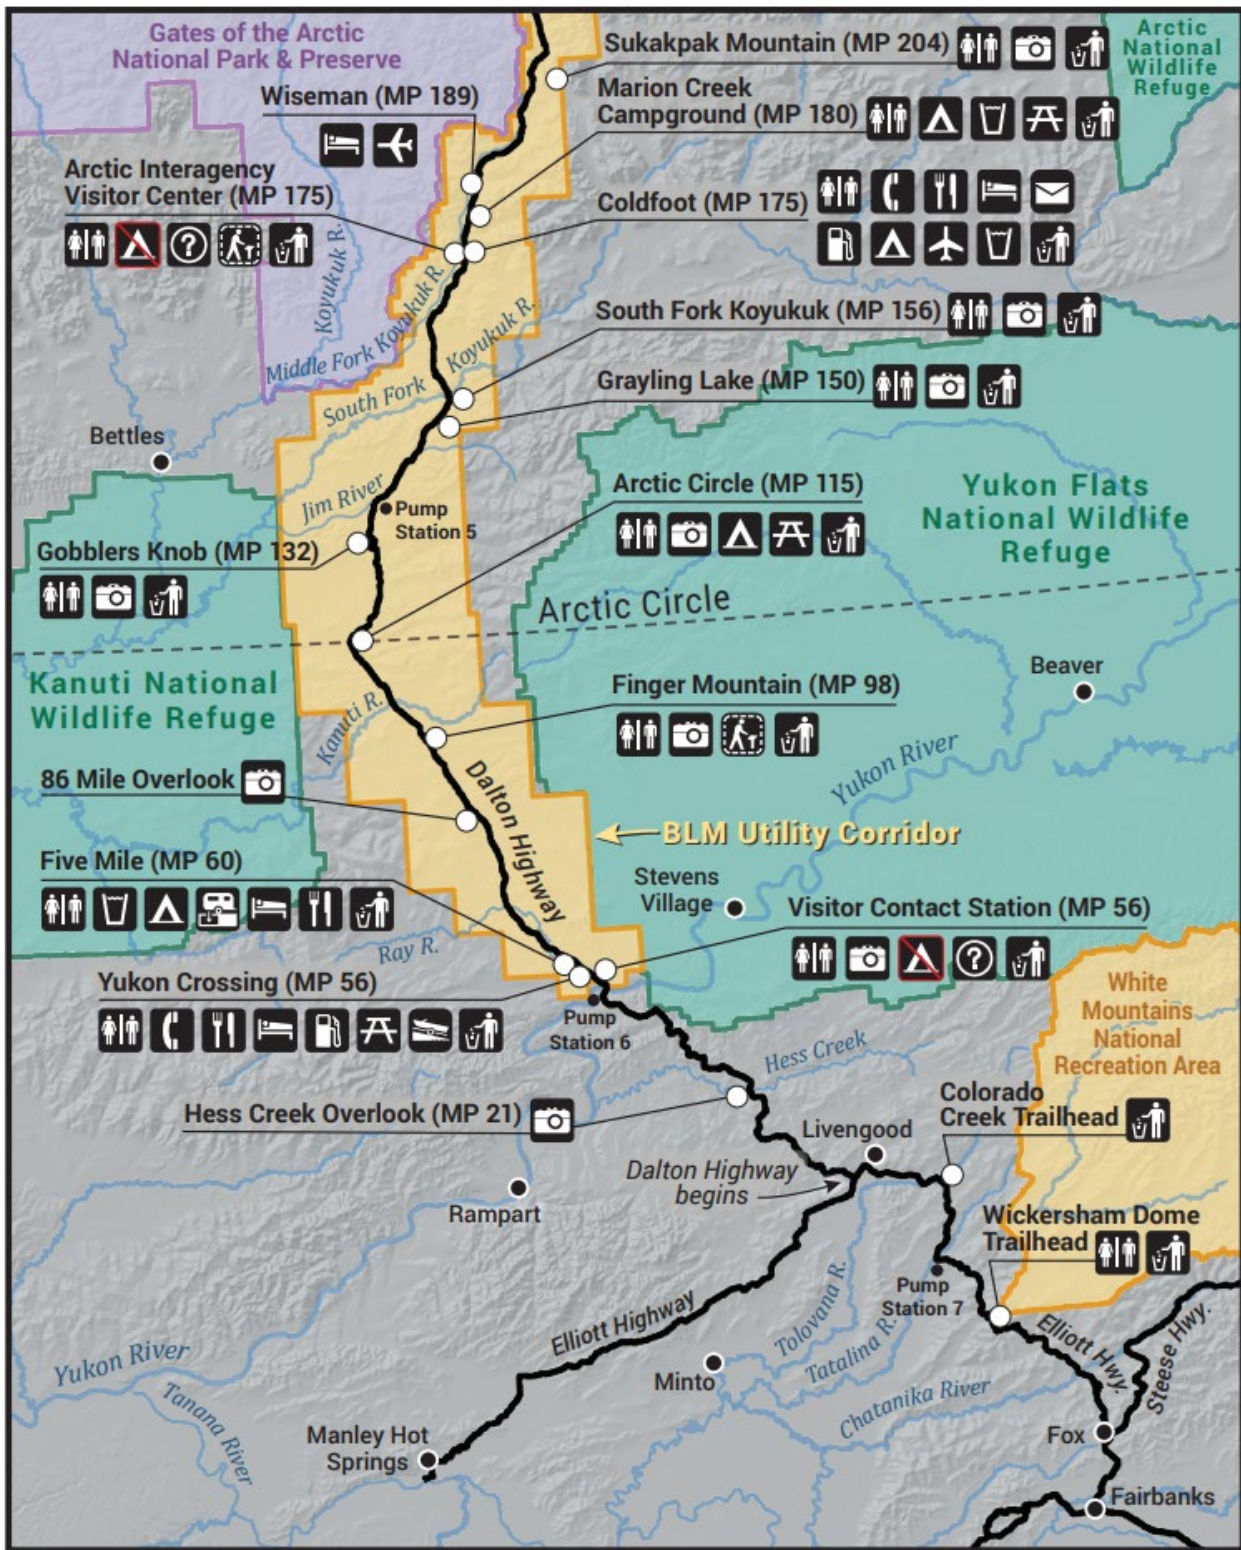 Gates of the Arctic
National Park & Preserve
Sukakpak Mountain (MP 204)
Arctic
National
Wildlife
Refuge
Wiseman (MP 189)
Marion Creek
Campground (MP 180)
Arctic Interagency
Visitor Center (MP 175)
?
Coldfoot (MP 175)
Koyukuk R.
Middle Fork Koyukuk R.
South Fork Koyukuk R.
South Fork Koyukuk (MP 156)
Grayling Lake (MP 150)
Bettles
Jim River
Pump
Station 5
Arctic Circle (MP 115)
Yukon Flats
National Wildlife
Refuge
Gobblers Knob (MP 132)
Arctic Circle
Kanuti National
Wildlife Refuge
Beaver
Finger Mountain (MP 98)
Kanuti R.
86 Mile Overlook
Dalton Highway
Yukon River
BLM Utility Corridor
Five Mile (MP 60)
Stevens
Village
Visitor Contact Station (MP 56)
?
Ray R.
Yukon Crossing (MP 56)
Pump
Station 6
White
Mountains
National
Recreation Area
Hess Creek
Hess Creek Overlook (MP 21)
Colorado
Creek Trailhead
Livengood
Dalton Highway
begins
Rampart
Wickersham Dome
Trailhead
Pump
Station 7
Elliott Highway
Tolovana R.
Tatalina R.
Elliott Hwy.
Steese Hwy.
Yukon River
Minto
Chatanika River
Tanana River
Manley Hot
Springs
Fox
Fairbanks